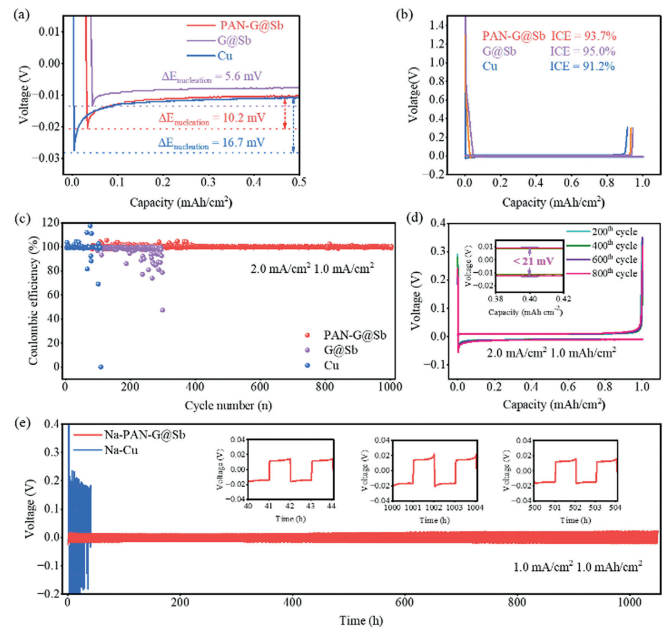 (a)
PAN-G@Sb
G@Sb
Cu
ΔEnucleation = 5.6 mV
ΔEnucleation = 10.2 mV
ΔEnucleation = 16.7 mV
Voltage (V)
0.00
−0.01
−0.02
−0.03
0.0 0.1 0.2 0.3 0.4 0.5
Capacity (mAh/cm²)
(b)
PAN-G@Sb ICE = 93.7%
G@Sb ICE = 95.0%
Cu ICE = 91.2%
Volatge(V)
1.4
1.2
1.0
0.8
0.6
0.4
0.2
0.0
−0.2
0.0 0.2 0.4 0.6 0.8 1.0
Capacity (mAh/cm²)
(c)
Coulombic efficiency (%)
120
100
80
60
40
20
0
2.0 mA/cm² 1.0 mAh/cm²
PAN-G@Sb
G@Sb
Cu
0 200 400 600 800 1000
Cycle number (n)
(d)
200th cycle
400th cycle
600th cycle
800th cycle
Voltage (V)
0.4
0.3
0.2
0.1
0.0
−0.1
Voltage (V)
0.01
0.00
−0.01
−0.02
< 21 mV
0.38 0.40 0.42
Capacity (mAh cm⁻²)
2.0 mA/cm² 1.0 mAh/cm²
0.0 0.2 0.4 0.6 0.8 1.0
Capacity (mAh/cm²)
(e)
Na-PAN-G@Sb
Na-Cu
Voltage (V)
0.4
0.3
0.2
0.1
0.0
−0.1
−0.2
Voltage (V)
0.04
0.02
0.00
−0.02
−0.04
40 41 42 43 44
Time (h)
Voltage (V)
0.04
0.02
0.00
−0.02
−0.04
1000 1001 1002 1003 1004
Time (h)
Voltage (V)
0.04
0.02
0.00
−0.02
−0.04
500 501 502 503 504
Time (h)
1.0 mA/cm² 1.0 mAh/cm²
0 200 400 600 800 1000
Time (h)